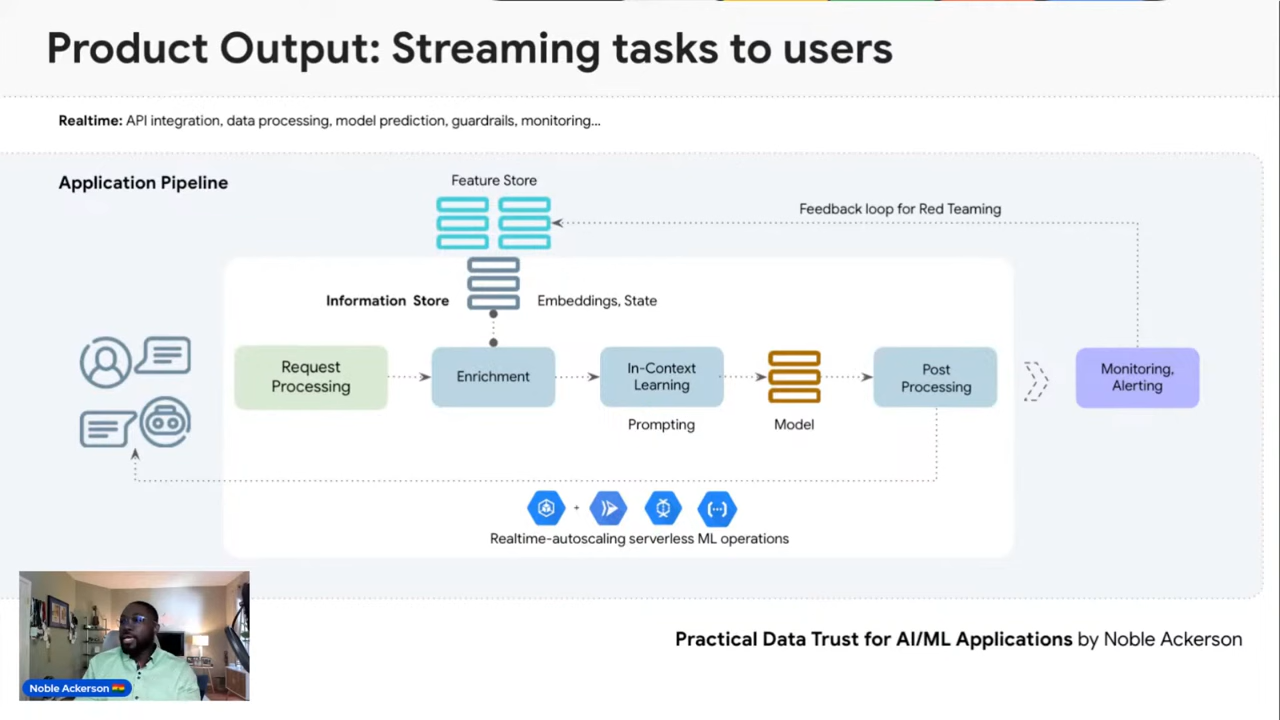 Product Output: Streaming tasks to users
Realtime: API integration, data processing, model prediction, guardrails, monitoring...
Application Pipeline
Feature Store
Feedback loop for Red Teaming
Information Store
Embeddings, State
Request
Processing
Enrichment
In-Context
Learning
Post
Processing
Monitoring,
Alerting
Prompting
Model
+
Realtime-autoscaling serverless ML operations
Practical Data Trust for AI/ML Applications by Noble Ackerson
Noble Ackerson 🇬🇭